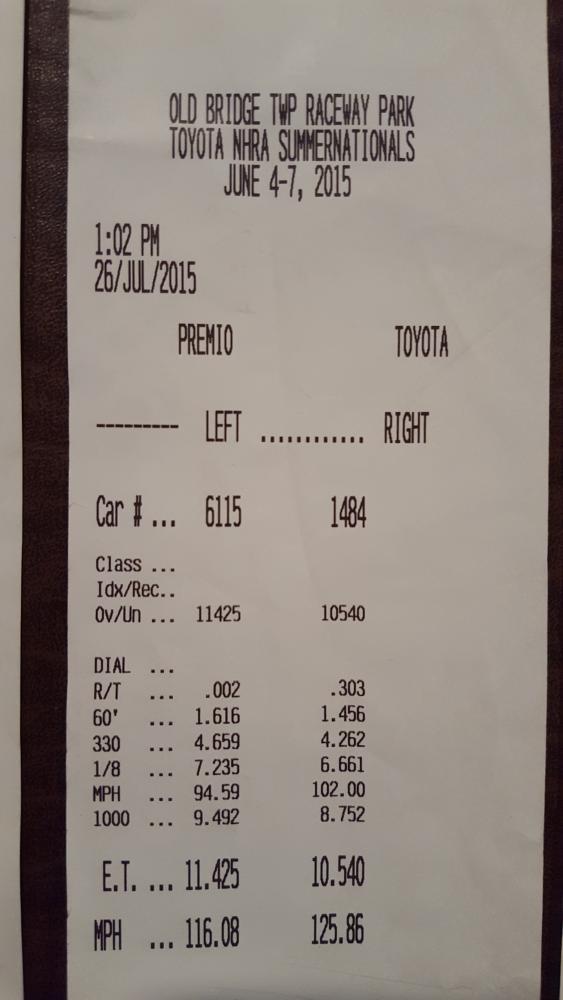 OLD BRIDGE TWP RACEWAY PARK
TOYOTA NHRA SUMMERNATIONALS
JUNE 4-7, 2015
1:02 PM
26/JUL/2015
PREMIO TOYOTA
--------- LEFT ............ RIGHT
Car # ... 6115 1484
Class ...
Idx/Rec..
Ov/Un ... 11425 10540
DIAL ...
R/T ... .002 .303
60' ... 1.616 1.456
330 ... 4.659 4.262
1/8 ... 7.235 6.661
MPH ... 94.59 102.00
1000 ... 9.492 8.752
E.T. ... 11.425 10.540
MPH ... 116.08 125.86